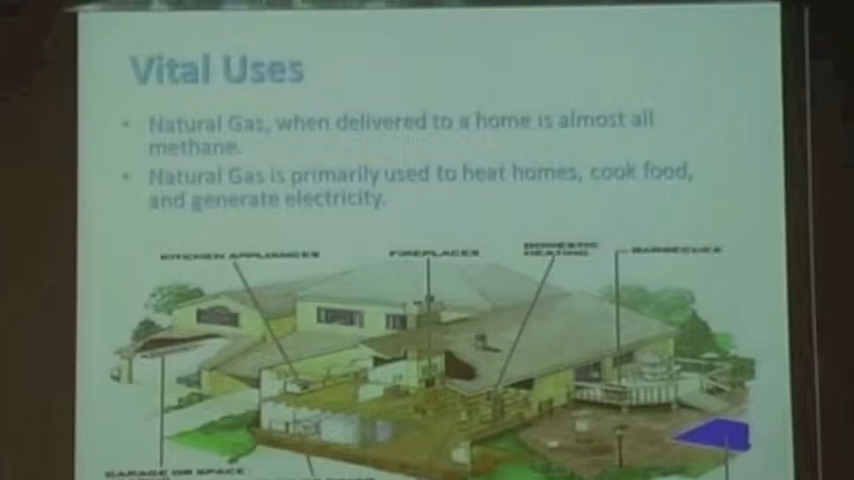 Vital Uses
• Natural Gas, when delivered to a home is almost all
methane.
• Natural Gas is primarily used to heat homes, cook food,
and generate electricity.
KITCHEN APPLIANCES
FIREPLACES
DOMESTIC
HEATING
BARBECUES
GARAGE OR SPACE